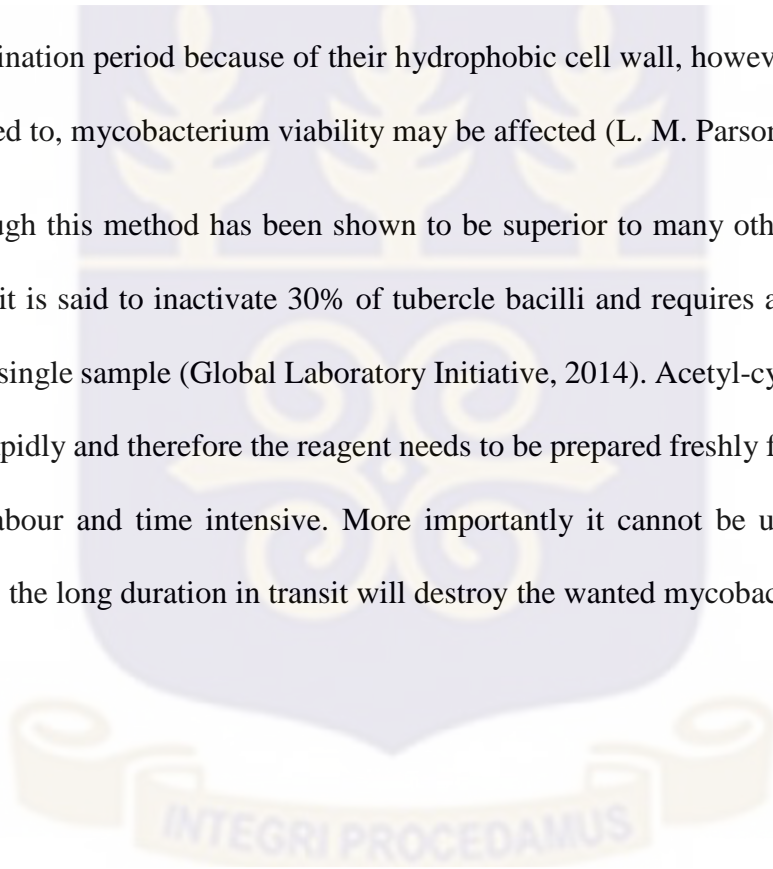 ination period because of their hydrophobic cell wall, howev
ed to, mycobacterium viability may be affected (L. M. Parson
ugh this method has been shown to be superior to many oth
it is said to inactivate 30% of tubercle bacilli and requires a
single sample (Global Laboratory Initiative, 2014). Acetyl-cy
pidly and therefore the reagent needs to be prepared freshly f
abour and time intensive. More importantly it cannot be u
the long duration in transit will destroy the wanted mycobac
INTEGRI PROCEDAMUS